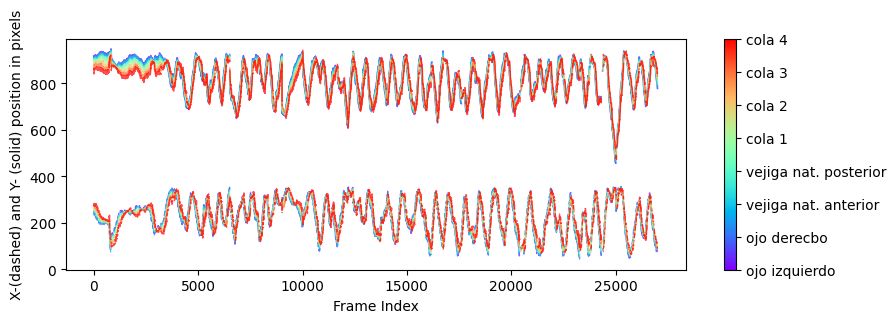 X-(dashed) and Y- (solid) position in pixels
800
600
400
200
0
0 5000 10000 15000 20000 25000
Frame Index
cola 4
cola 3
cola 2
cola 1
vejiga nat. posterior
vejiga nat. anterior
ojo derecbo
ojo izquierdo